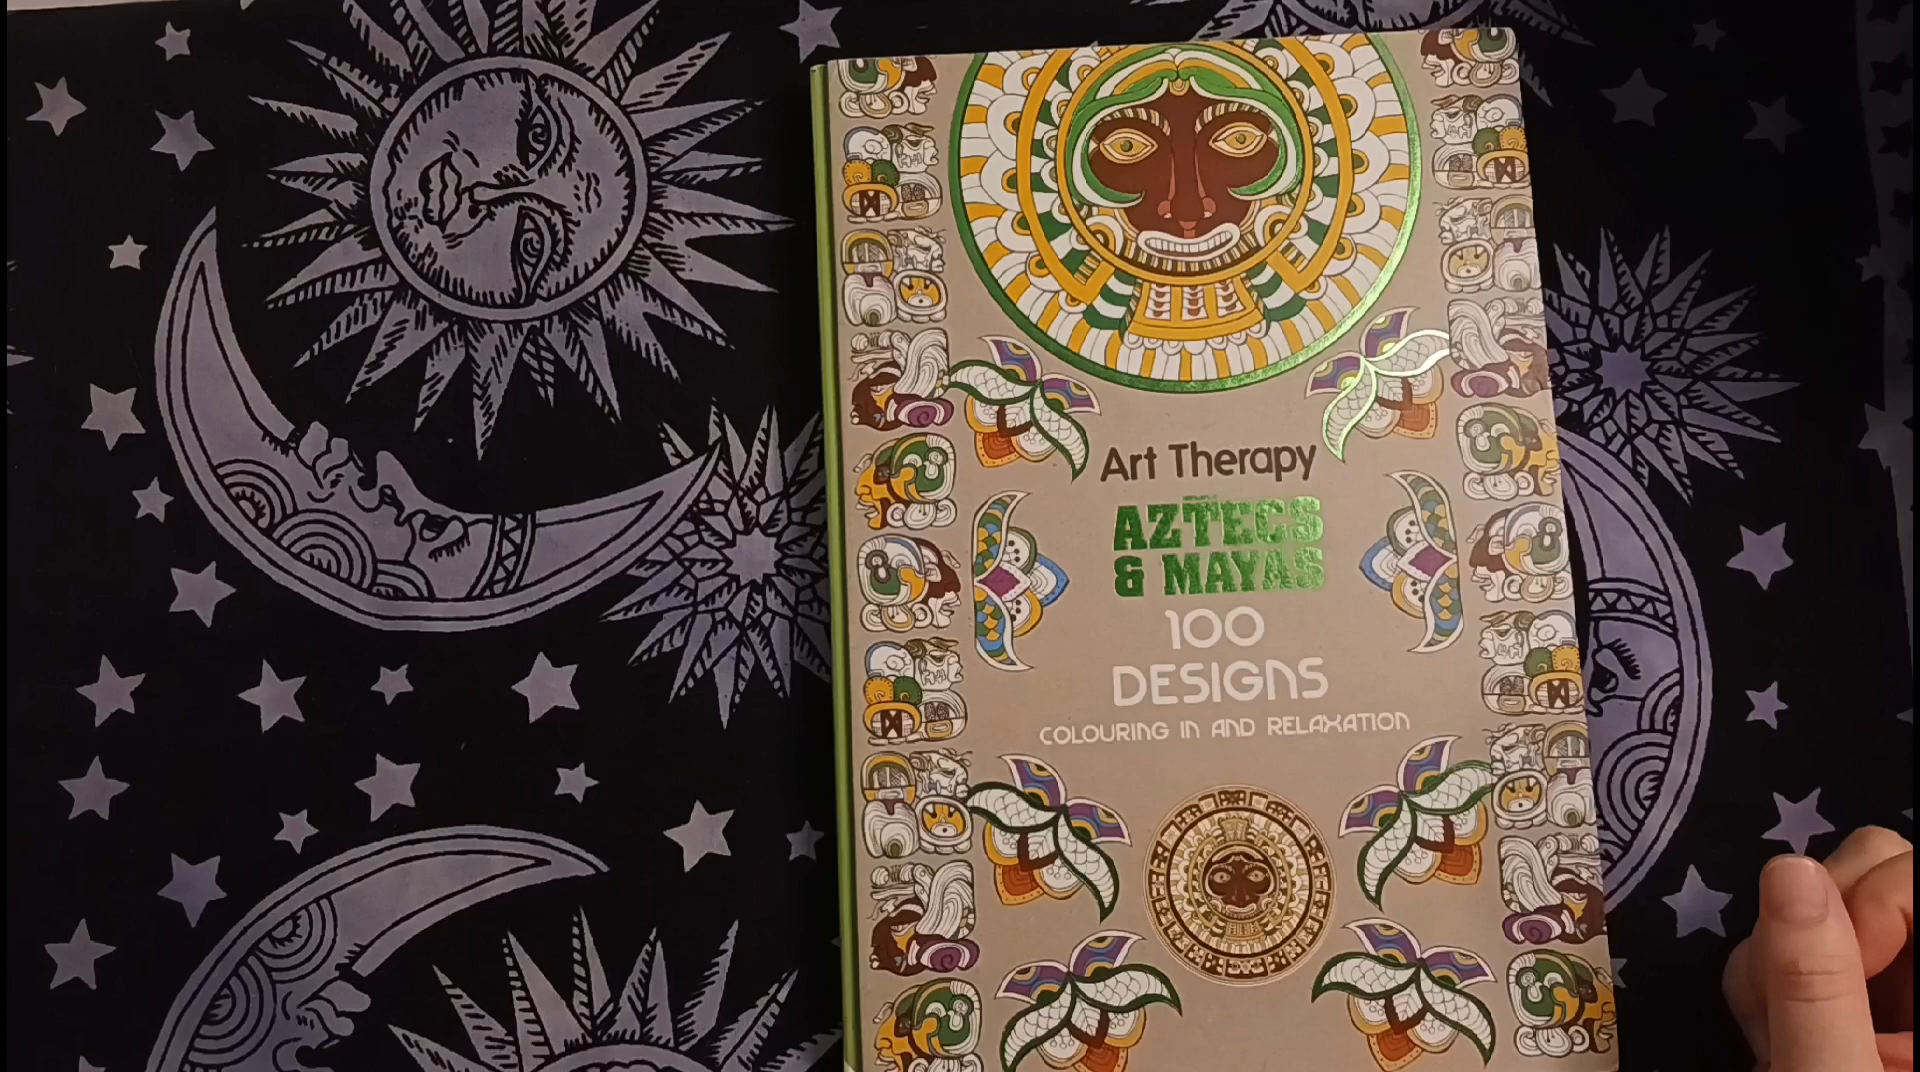 Art Therapy
AZTECS
& MAYAS
100
DESIGNS
COLOURING IN AND RELAXATION